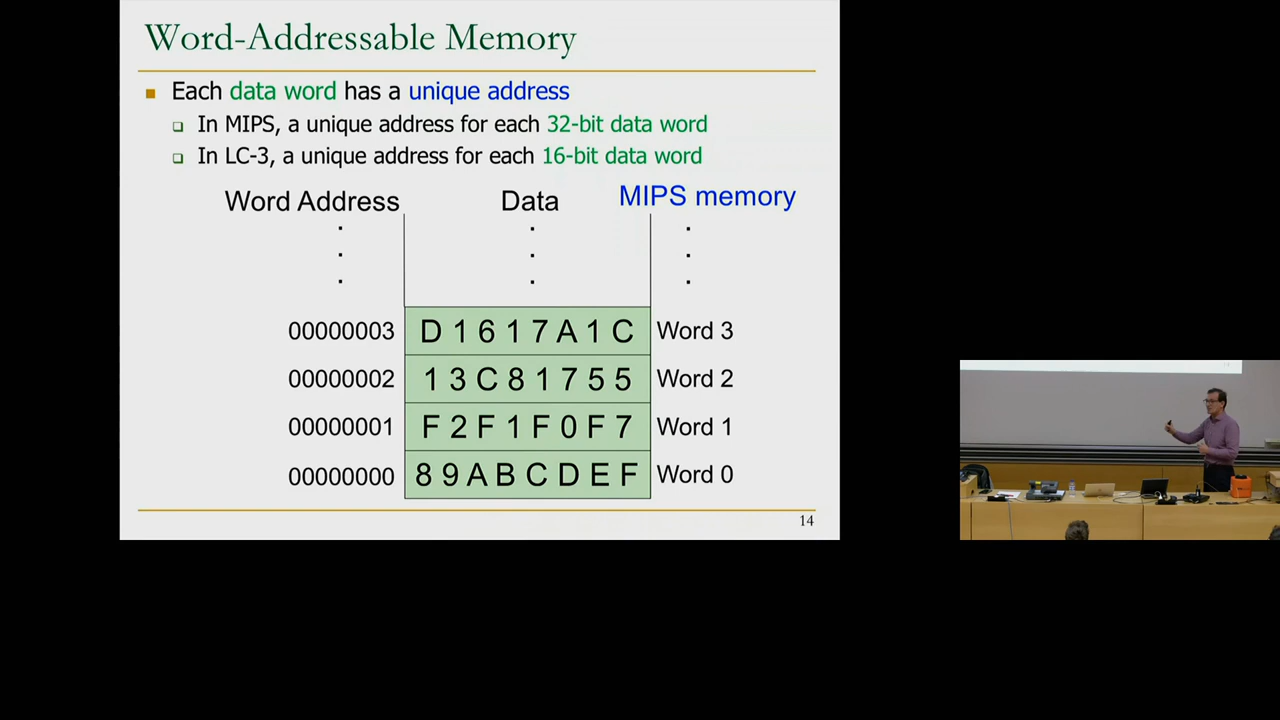 Word-Addressable Memory
Each data word has a unique address
In MIPS, a unique address for each 32-bit data word
In LC-3, a unique address for each 16-bit data word
Word Address Data MIPS memory
00000003 D 1 6 1 7 A 1 C Word 3
00000002 1 3 C 8 1 7 5 5 Word 2
00000001 F 2 F 1 F 0 F 7 Word 1
00000000 8 9 A B C D E F Word 0
14